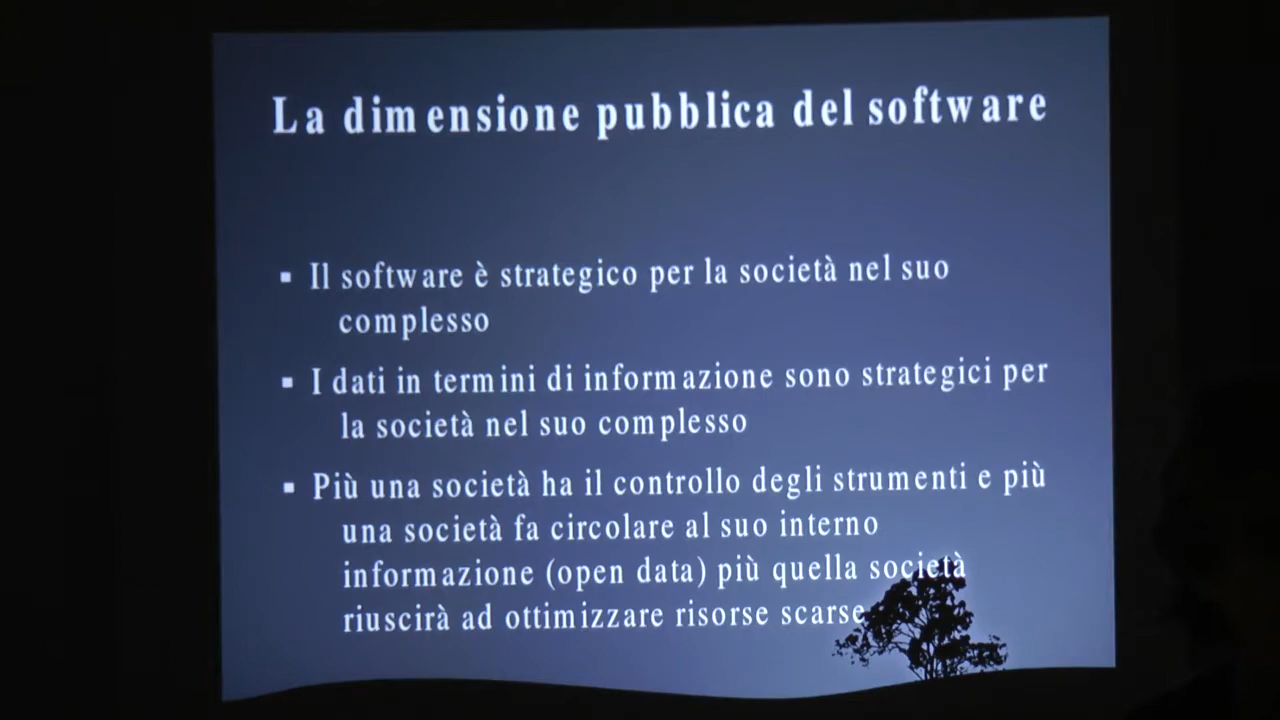 La dimensione pubblica del software
▪ Il software è strategico per la società nel suo
complesso
▪ I dati in termini di informazione sono strategici per
la società nel suo complesso
▪ Più una società ha il controllo degli strumenti e più
una società fa circolare al suo interno
informazione (open data) più quella società
riuscirà ad ottimizzare risorse scarse